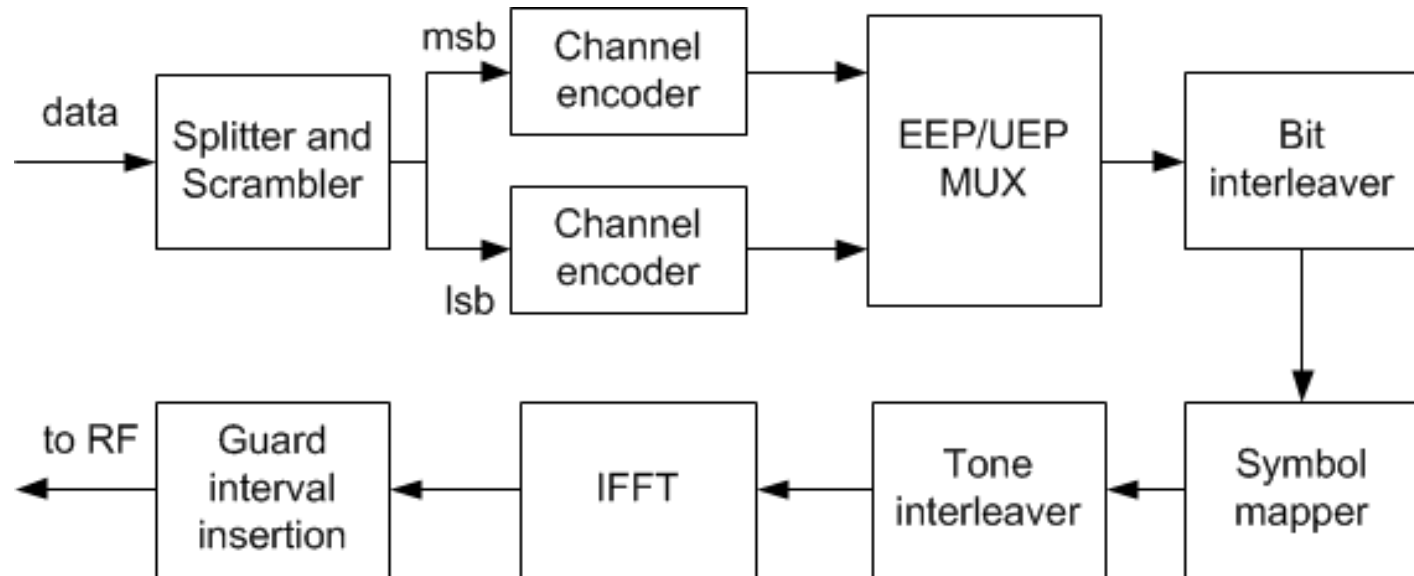 data
Splitter and
Scrambler
msb
lsb
Channel
encoder
Channel
encoder
EEP/UEP
MUX
Bit
interleaver
Symbol
mapper
Tone
interleaver
IFFT
Guard
interval
insertion
to RF